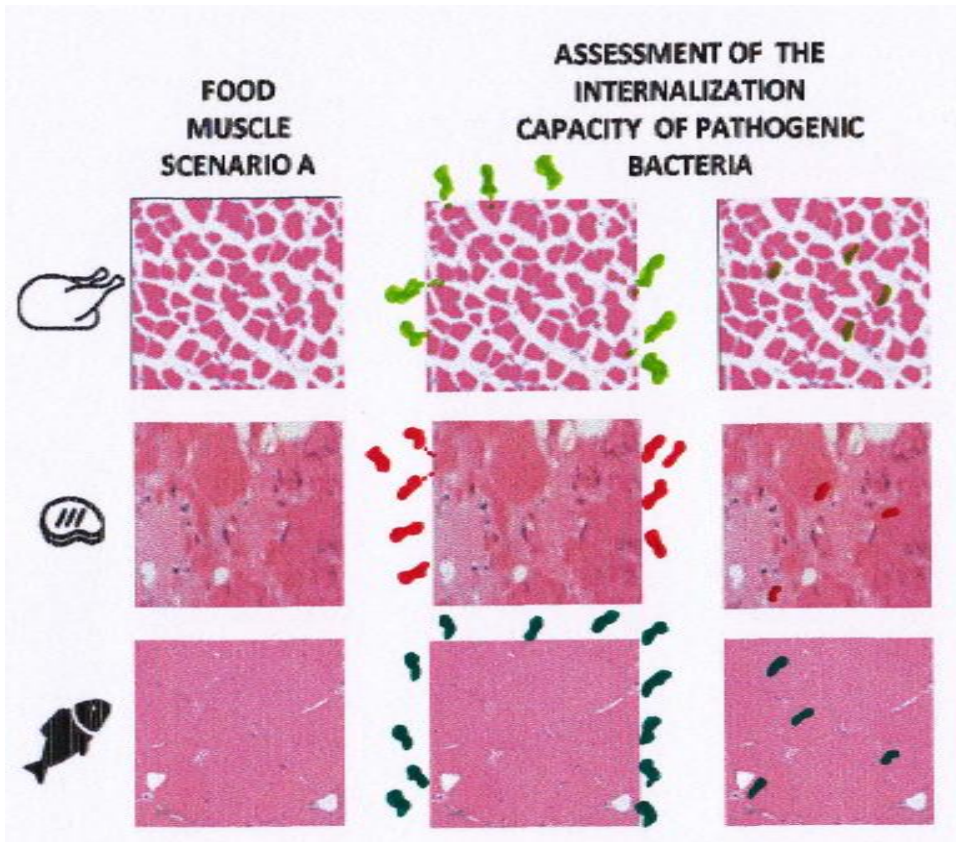 FOOD
MUSCLE
SCENARIO A
ASSESSMENT OF THE
INTERNALIZATION
CAPACITY OF PATHOGENIC
BACTERIA